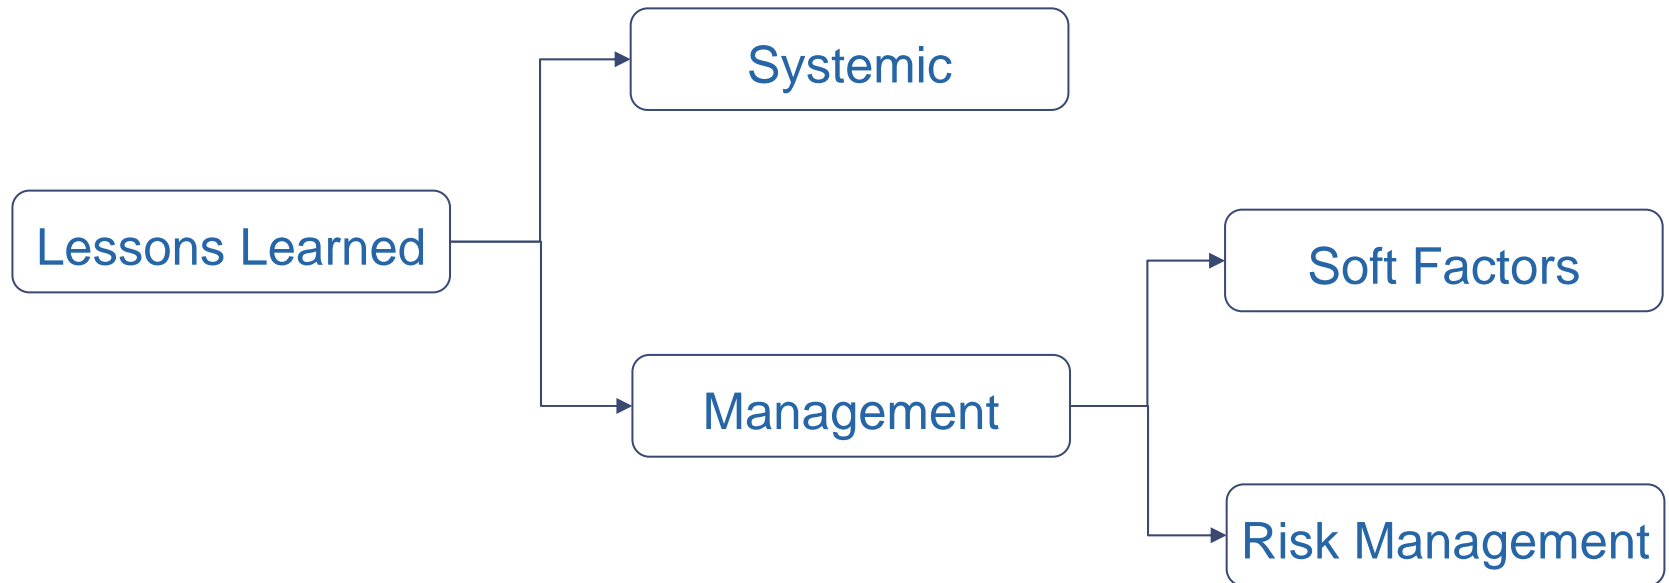 Systemic
Lessons Learned
Soft Factors
Management
Risk Management